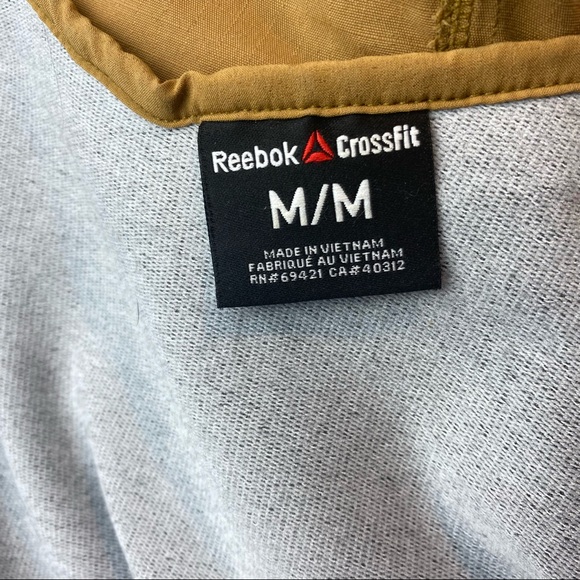 Reebok CrossFit
M/M
MADE IN VIETNAM
FABRIQUÉ AU VIETNAM
RN#69421 CA#40312